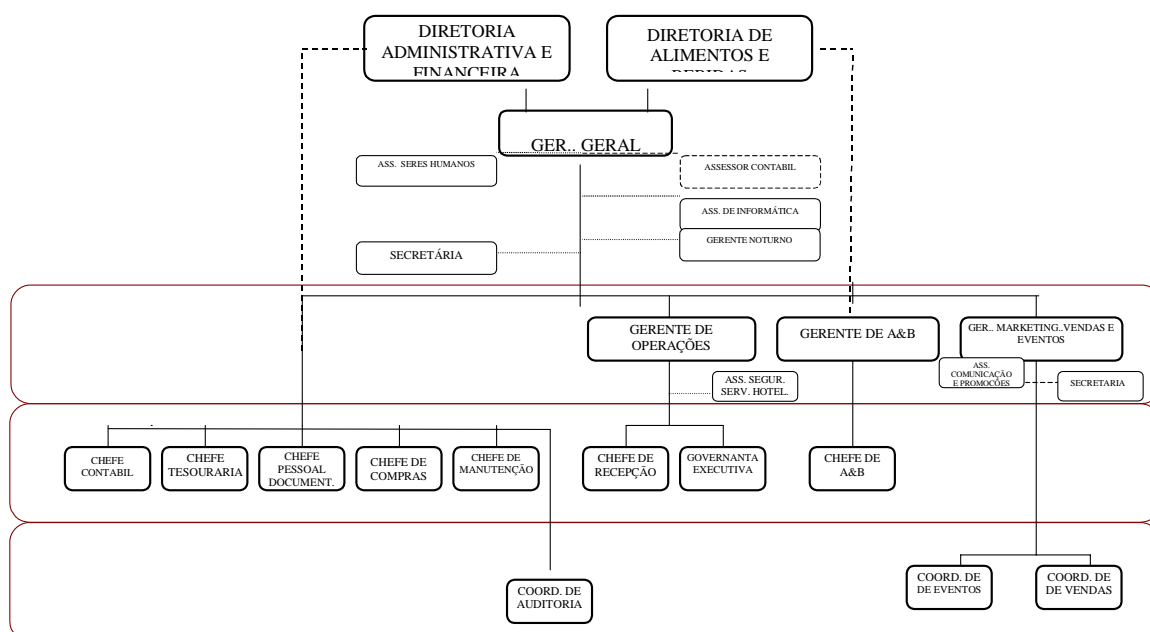 DIRETORIA
ADMINISTRATIVA E
FINANCEIRA
DIRETORIA DE
ALIMENTOS E
BEBIDAS
GER.. GERAL
ASS. SERES HUMANOS
ASSESSOR CONTABIL
ASS. DE INFORMÁTICA
SECRETÁRIA
GERENTE NOTURNO
GERENTE DE
OPERAÇÕES
GERENTE DE A&B
GER.. MARKETING..VENDAS E
EVENTOS
ASS.
COMUNICAÇÃO
E PROMOCÕES
SECRETARIA
ASS. SEGUR.
SERV. HOTEL.
CHEFE
CONTABIL
CHEFE
TESOURARIA
CHEFE
PESSOAL
DOCUMENT.
CHEFE DE
COMPRAS
CHEFE DE
MANUTENÇÃO
CHEFE DE
RECEPÇÃO
GOVERNANTA
EXECUTIVA
CHEFE DE
A&B
COORD. DE
AUDITORIA
COORD. DE
DE EVENTOS
COORD. DE
DE VENDAS